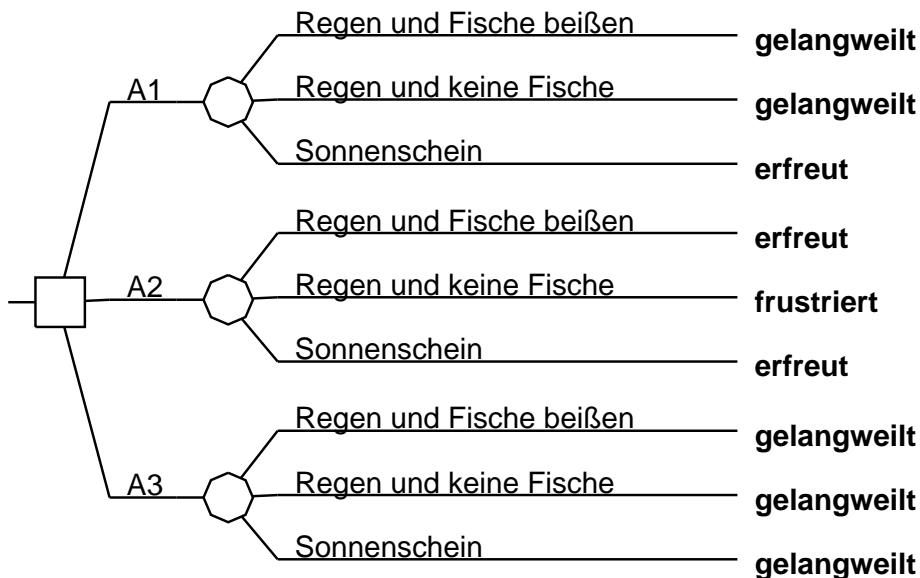 Regen und Fische beißen
gelangweilt
A1
Regen und keine Fische
gelangweilt
Sonnenschein
erfreut
Regen und Fische beißen
erfreut
A2
Regen und keine Fische
frustriert
Sonnenschein
erfreut
Regen und Fische beißen
gelangweilt
A3
Regen und keine Fische
gelangweilt
Sonnenschein
gelangweilt